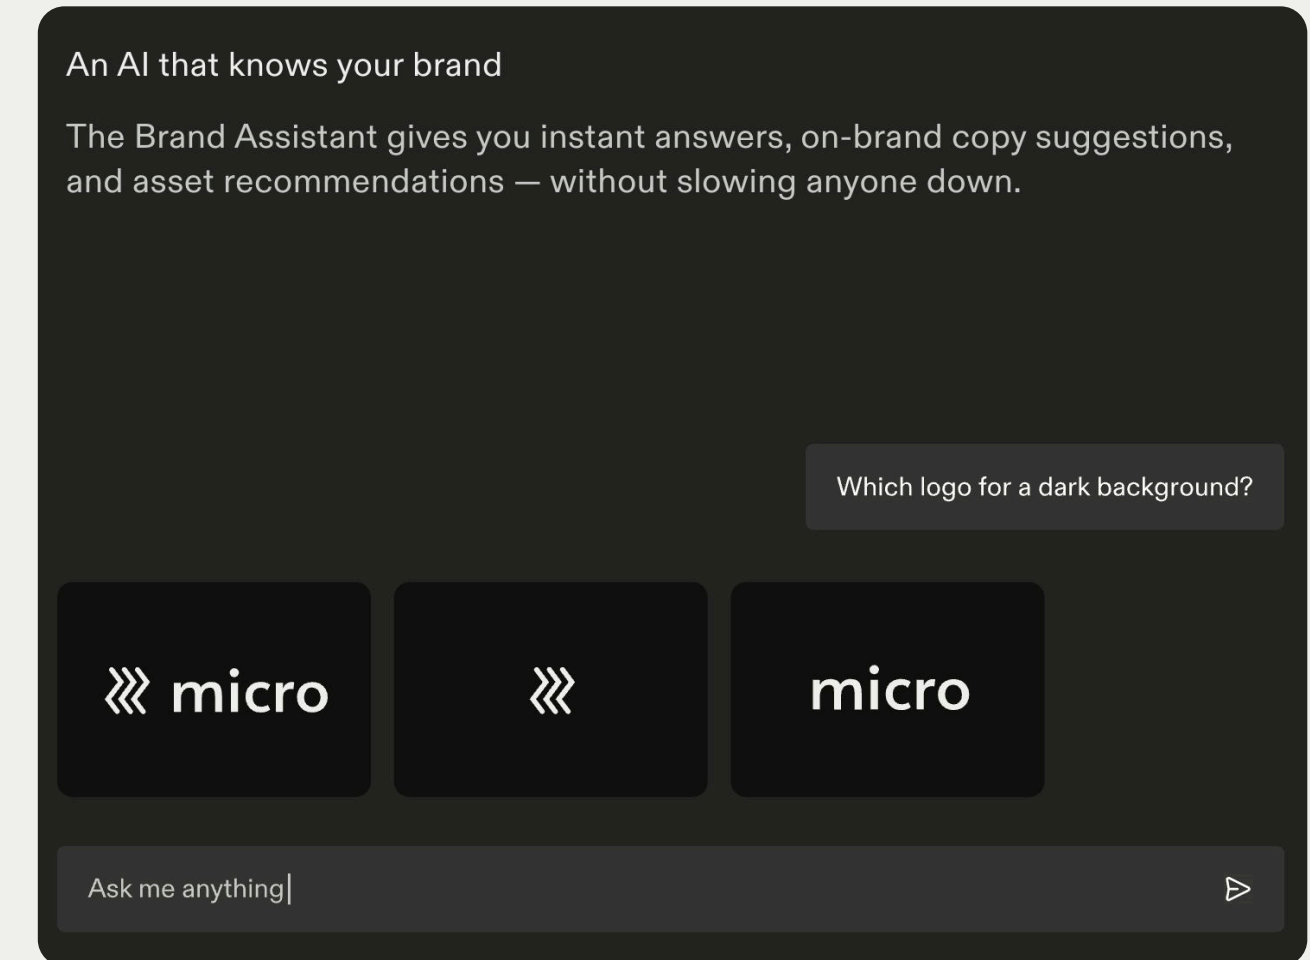 An AI that knows your brand
The Brand Assistant gives you instant answers, on-brand copy suggestions,
and asset recommendations — without slowing anyone down.
Which logo for a dark background?
micro
micro
Ask me anything